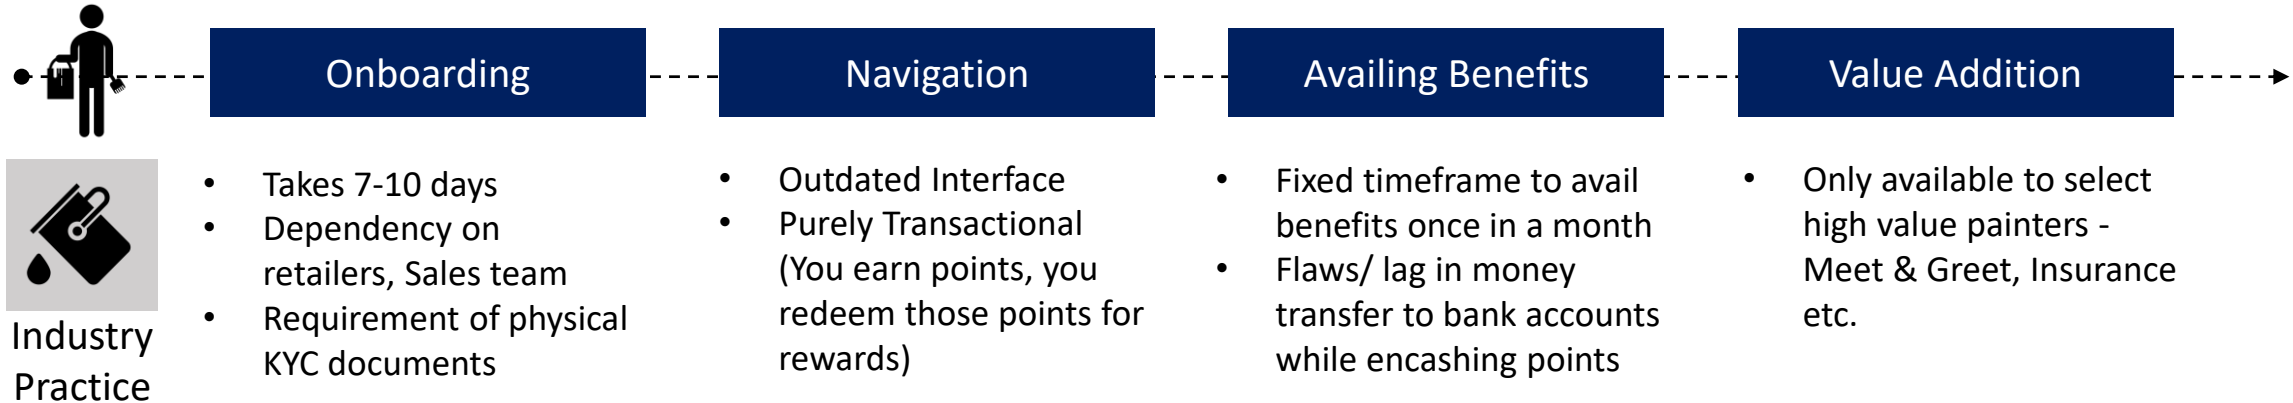 Onboarding
Navigation
Availing Benefits
Value Addition
Industry
Practice
• Takes 7-10 days
• Dependency on
retailers, Sales team
• Requirement of physical
KYC documents
• Outdated Interface
• Purely Transactional
(You earn points, you
redeem those points for
rewards)
• Fixed timeframe to avail
benefits once in a month
• Flaws/ lag in money
transfer to bank accounts
while encashing points
• Only available to select
high value painters -
Meet & Greet, Insurance
etc.